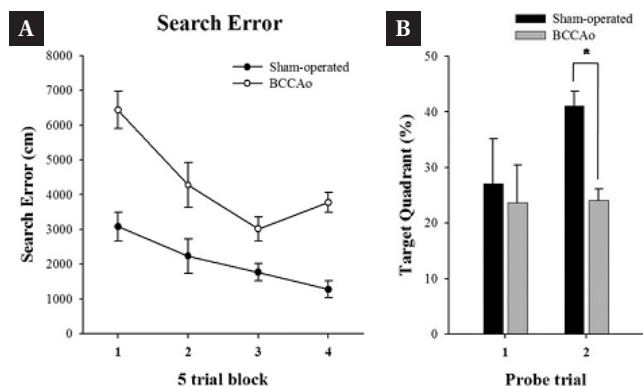 A
Search Error
Sham-operated
BCCAo
8000
7000
6000
5000
4000
3000
2000
1000
0
Search Error (cm)
1 2 3 4
5 trial block
B
Sham-operated
BCCAo
*
50
40
30
20
10
0
Target Quadrant (%)
1 2
Probe trial